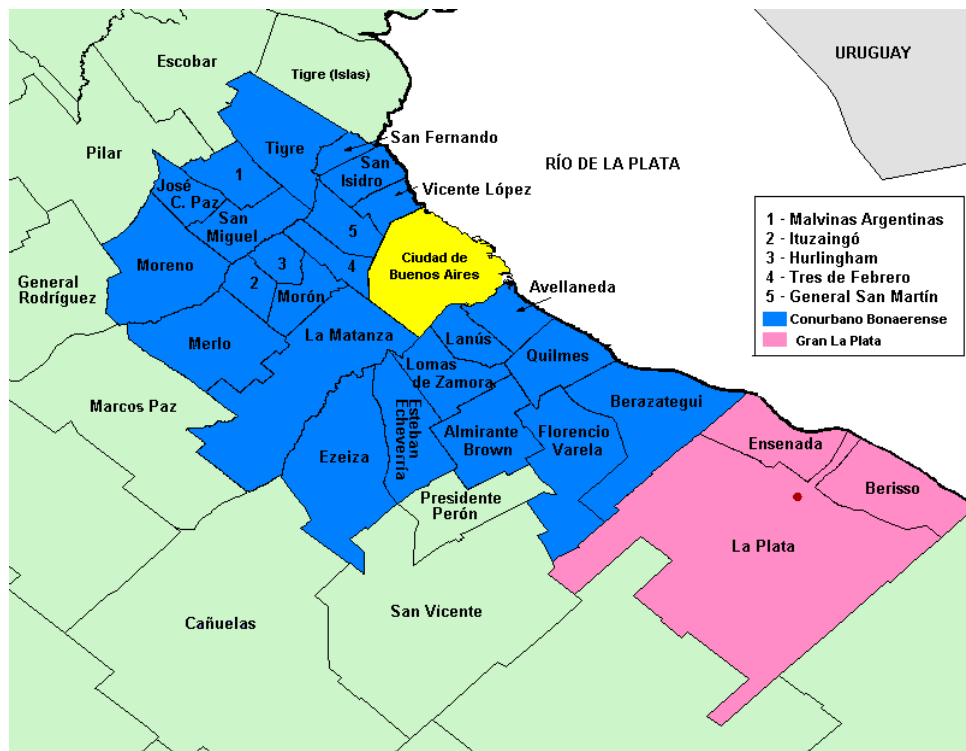 URUGUAY
Escobar
Tigre (Islas)
San Fernando
Tigre
Pilar
San
Isidro
RÍO DE LA PLATA
1
José
C. Paz
Vicente López
San
Miguel
5
1 - Malvinas Argentinas
2 - Ituzaingó
3 - Hurlingham
4 - Tres de Febrero
5 - General San Martín
Conurbano Bonaerense
Gran La Plata
Ciudad de
Buenos Aires
Moreno
3
4
2
Morón
General
Rodríguez
Avellaneda
La Matanza
Lanús
Merlo
Quilmes
Lomas
de Zamora
Marcos Paz
Berazategui
Esteban
Echeverría
Almirante
Brown
Florencio
Varela
Ezeiza
Ensenada
Berisso
Presidente
Perón
La Plata
San Vicente
Cañuelas